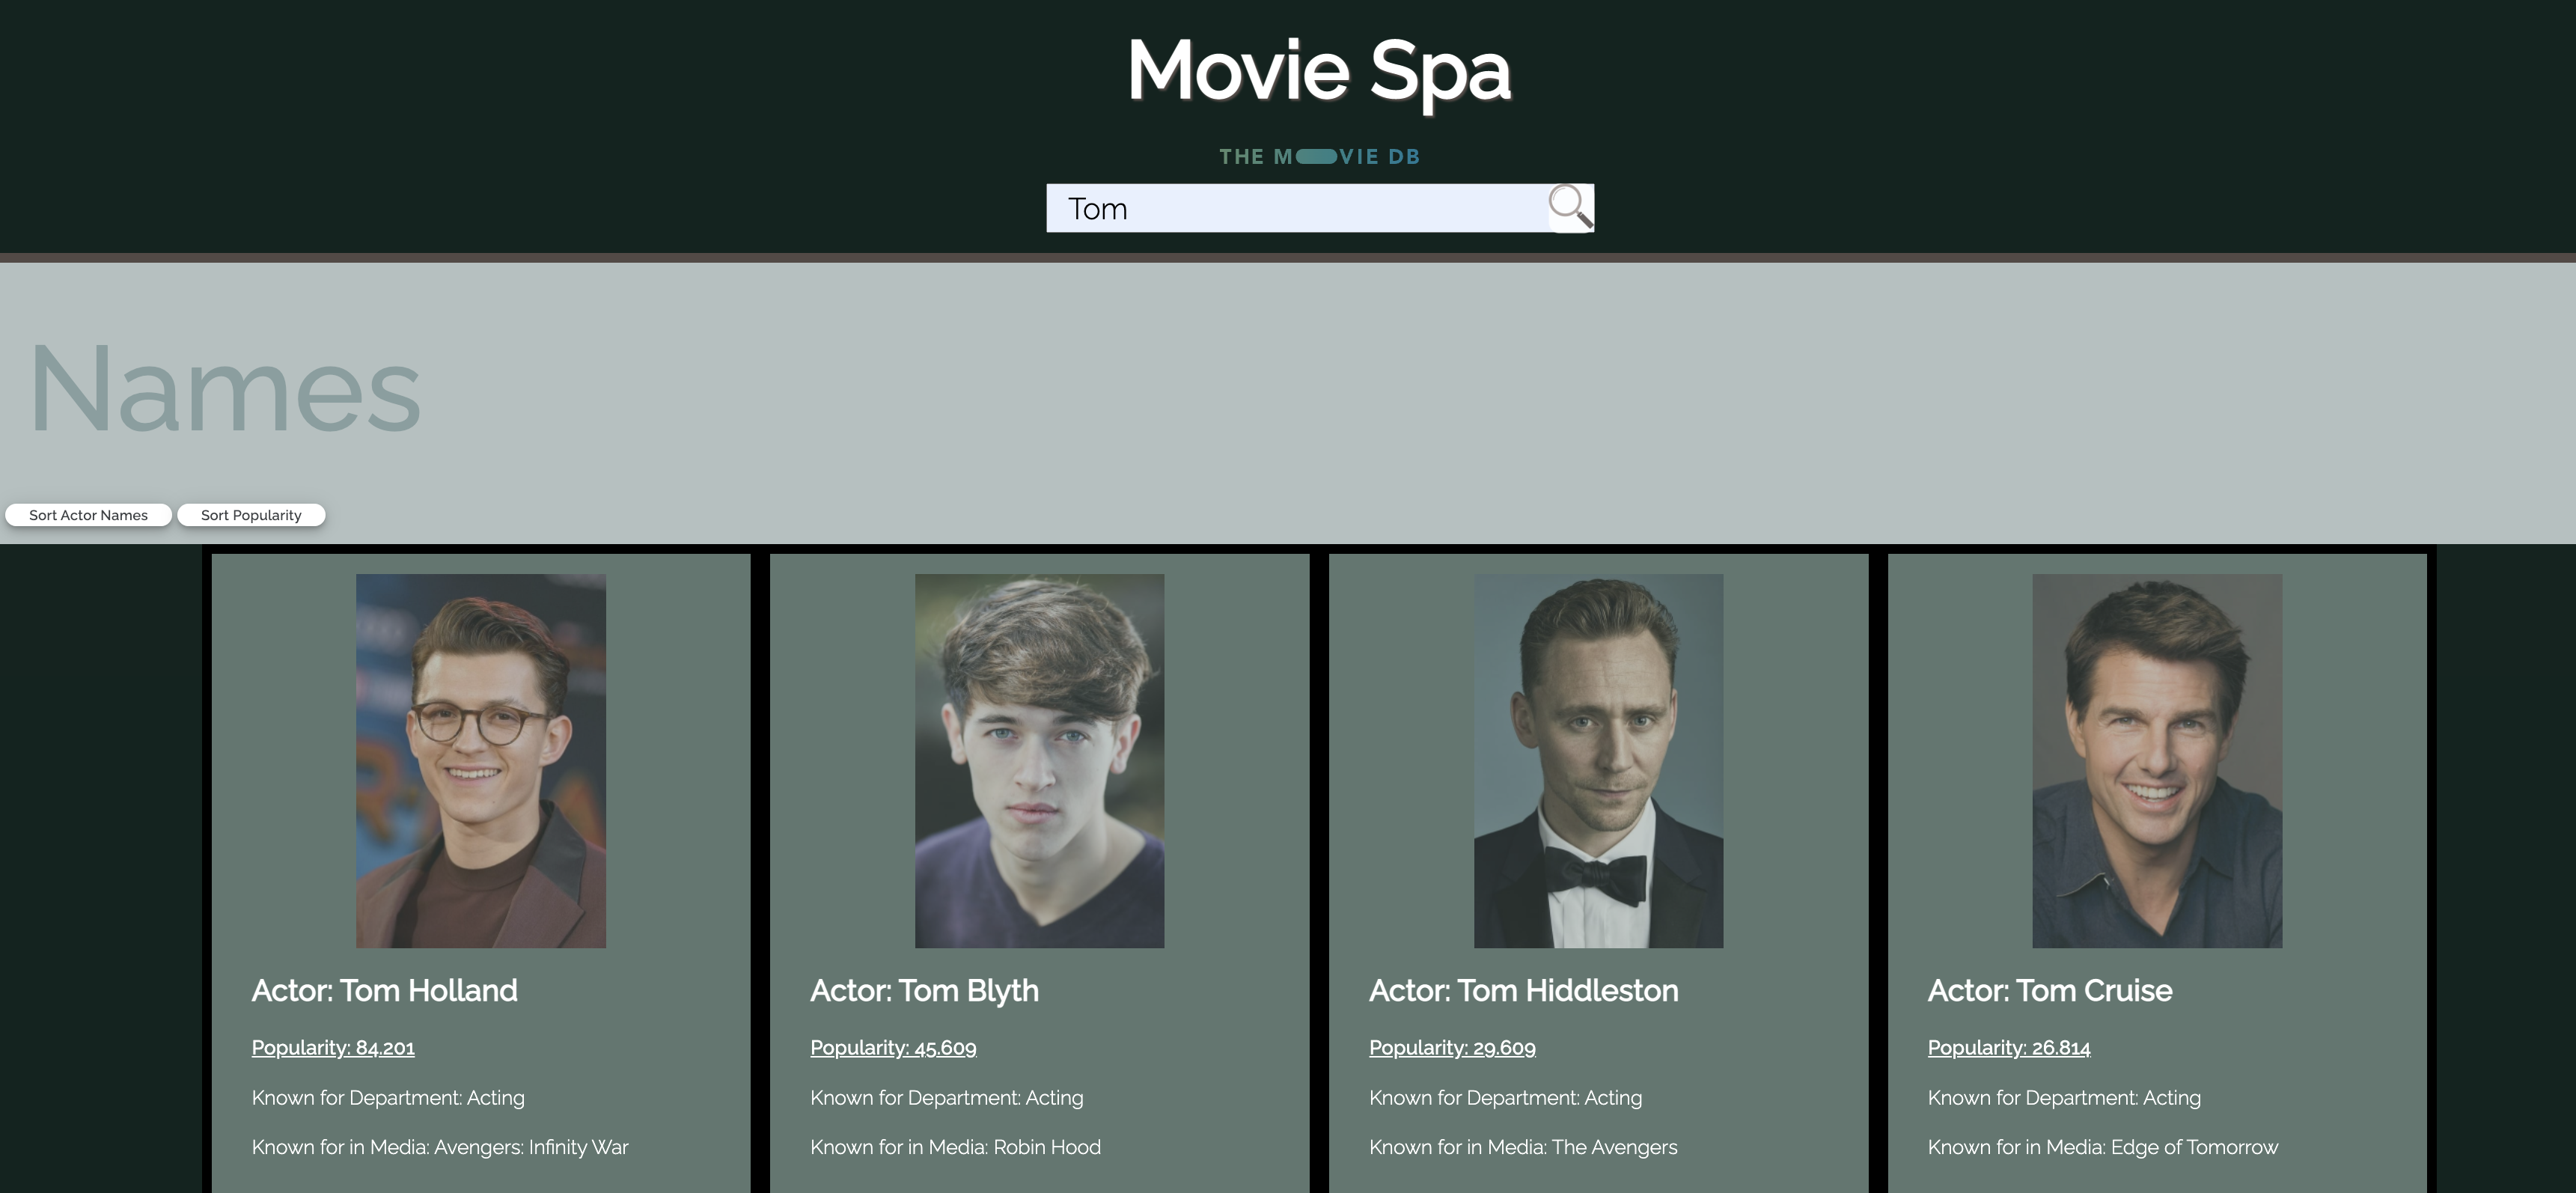 Movie Spa
THE MOVIE DB
Tom
Names
Sort Actor Names Sort Popularity
Actor: Tom Holland
Popularity: 84.201
Known for Department: Acting
Known for in Media: Avengers: Infinity War
Actor: Tom Blyth
Popularity: 45.609
Known for Department: Acting
Known for in Media: Robin Hood
Actor: Tom Hiddleston
Popularity: 29.609
Known for Department: Acting
Known for in Media: The Avengers
Actor: Tom Cruise
Popularity: 26.814
Known for Department: Acting
Known for in Media: Edge of Tomorrow